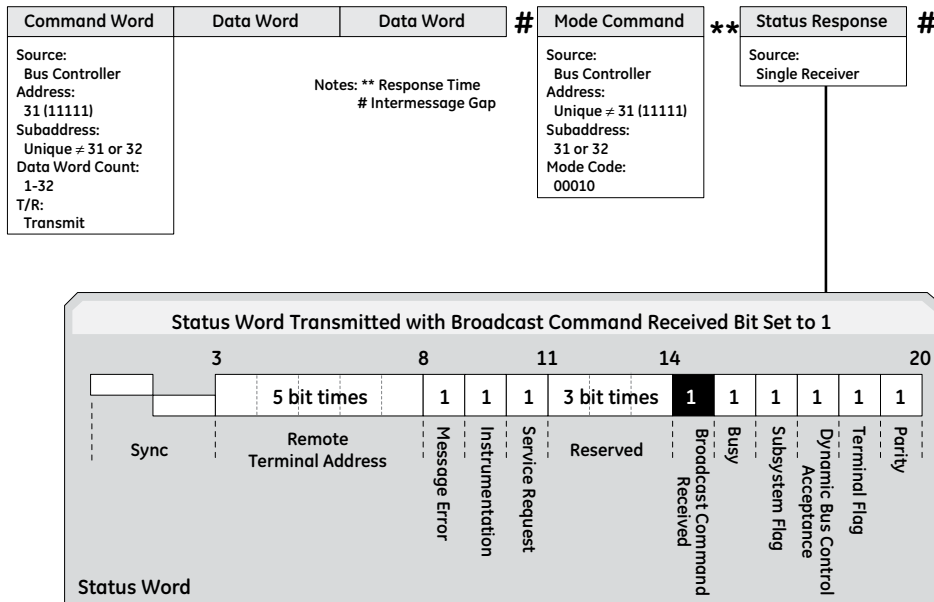 Command Word
Data Word
Data Word
#
Mode Command
**
Status Response
#
Source:
Bus Controller
Address:
31 (11111)
Subaddress:
Unique ≠ 31 or 32
Data Word Count:
1-32
T/R:
Transmit
Notes: ** Response Time
# Intermessage Gap
Source:
Bus Controller
Address:
Unique ≠ 31 (11111)
Subaddress:
31 or 32
Mode Code:
00010
Source:
Single Receiver
Status Word Transmitted with Broadcast Command Received Bit Set to 1
3 8 11 14 20
5 bit times 1 1 1 3 bit times 1 1 1 1 1 1
Sync
Remote
Terminal Address
Message Error
Instrumentation
Service Request
Reserved
Broadcast Command
Received
Busy
Subsystem Flag
Dynamic Bus Control
Acceptance
Terminal Flag
Parity
Status Word